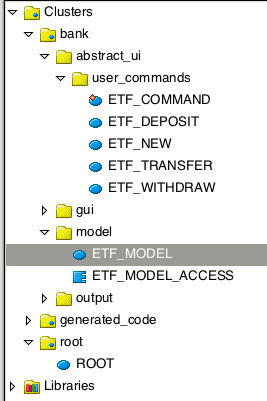 Clusters
bank
abstract_ui
user_commands
ETF_COMMAND
ETF_DEPOSIT
ETF_NEW
ETF_TRANSFER
ETF_WITHDRAW
gui
model
ETF_MODEL
ETF_MODEL_ACCESS
output
generated_code
root
ROOT
Libraries